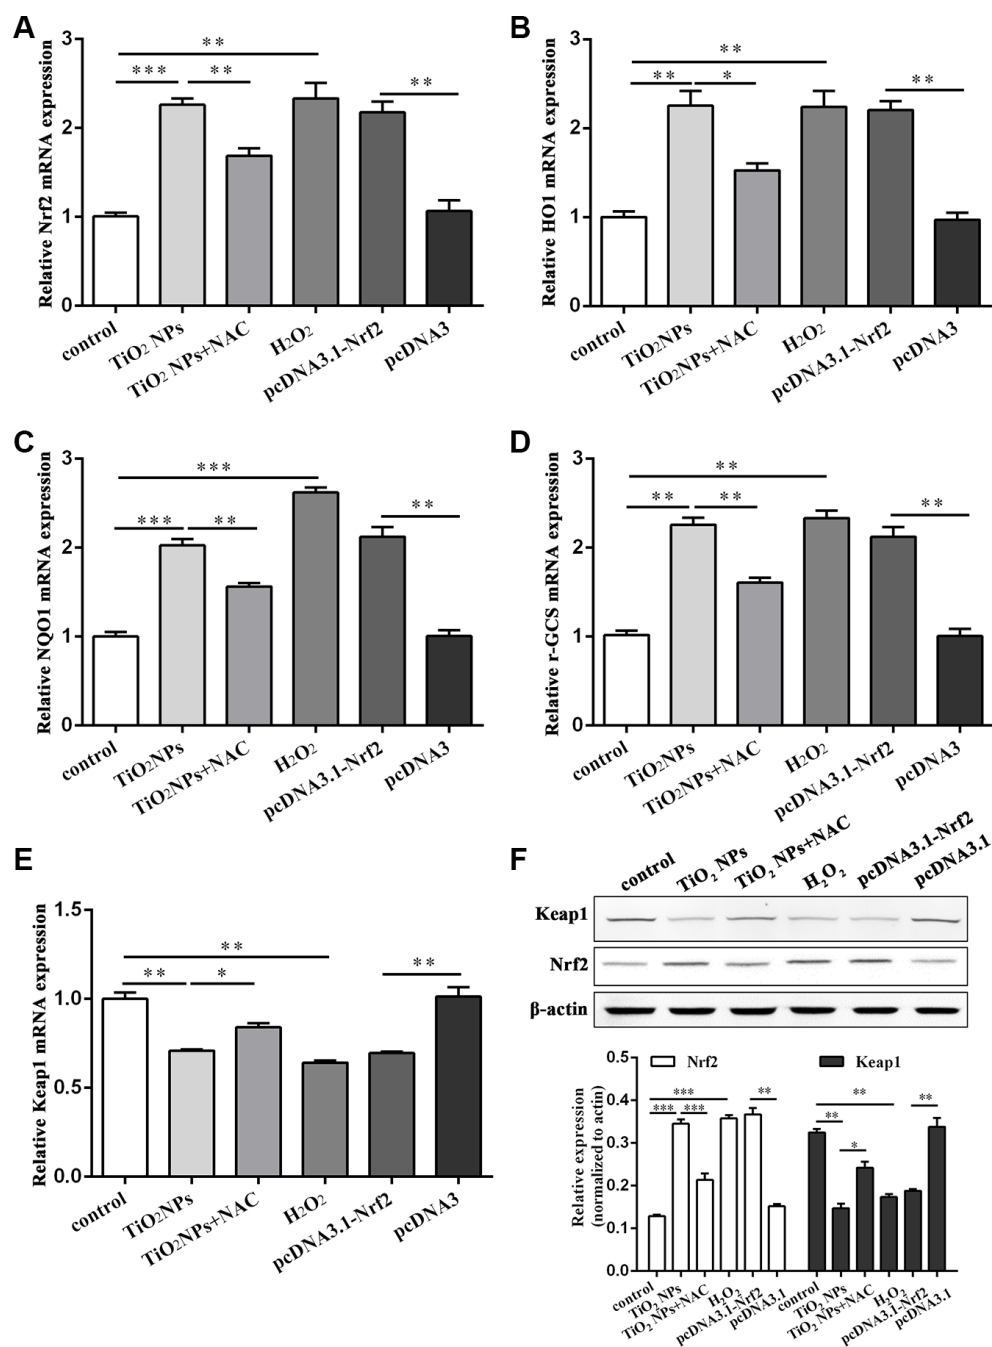 A
Relative Nrf2 mRNA expression
3
2
1
0
**
***
**
**
control
TiO2 NPs
TiO2 NPs+NAC
H2O2
pcDNA3.1-Nrf2
pcDNA3
B
Relative HO1 mRNA expression
3
2
1
0
**
**
*
**
control
TiO2NPs
TiO2NPs+NAC
H2O2
pcDNA3.1-Nrf2
pcDNA3
C
Relative NQO1 mRNA expression
3
2
1
0
***
***
**
**
control
TiO2NPs
TiO2NPs+NAC
H2O2
pcDNA3.1-Nrf2
pcDNA3
D
Relative r-GCS mRNA expression
3
2
1
0
**
**
**
**
control
TiO2NPs
TiO2NPs+NAC
H2O2
pcDNA3.1-Nrf2
pcDNA3
E
Relative Keap1 mRNA expression
1.5
1.0
0.5
0.0
**
**
*
**
control
TiO2NPs
TiO2NPs+NAC
H2O2
pcDNA3.1-Nrf2
pcDNA3
F
control
TiO2 NPs
TiO2 NPs+NAC
H2O2
pcDNA3.1-Nrf2
pcDNA3.1
Keap1
Nrf2
β-actin
Relative expression
(normalized to actin)
0.5
0.4
0.3
0.2
0.1
0.0
Nrf2
Keap1
***
***
***
**
**
**
*
**
control
TiO2 NPs
TiO2 NPs+NAC
H2O2
pcDNA3.1-Nrf2
pcDNA3.1
control
TiO2 NPs
TiO2 NPs+NAC
H2O2
pcDNA3.1-Nrf2
pcDNA3.1